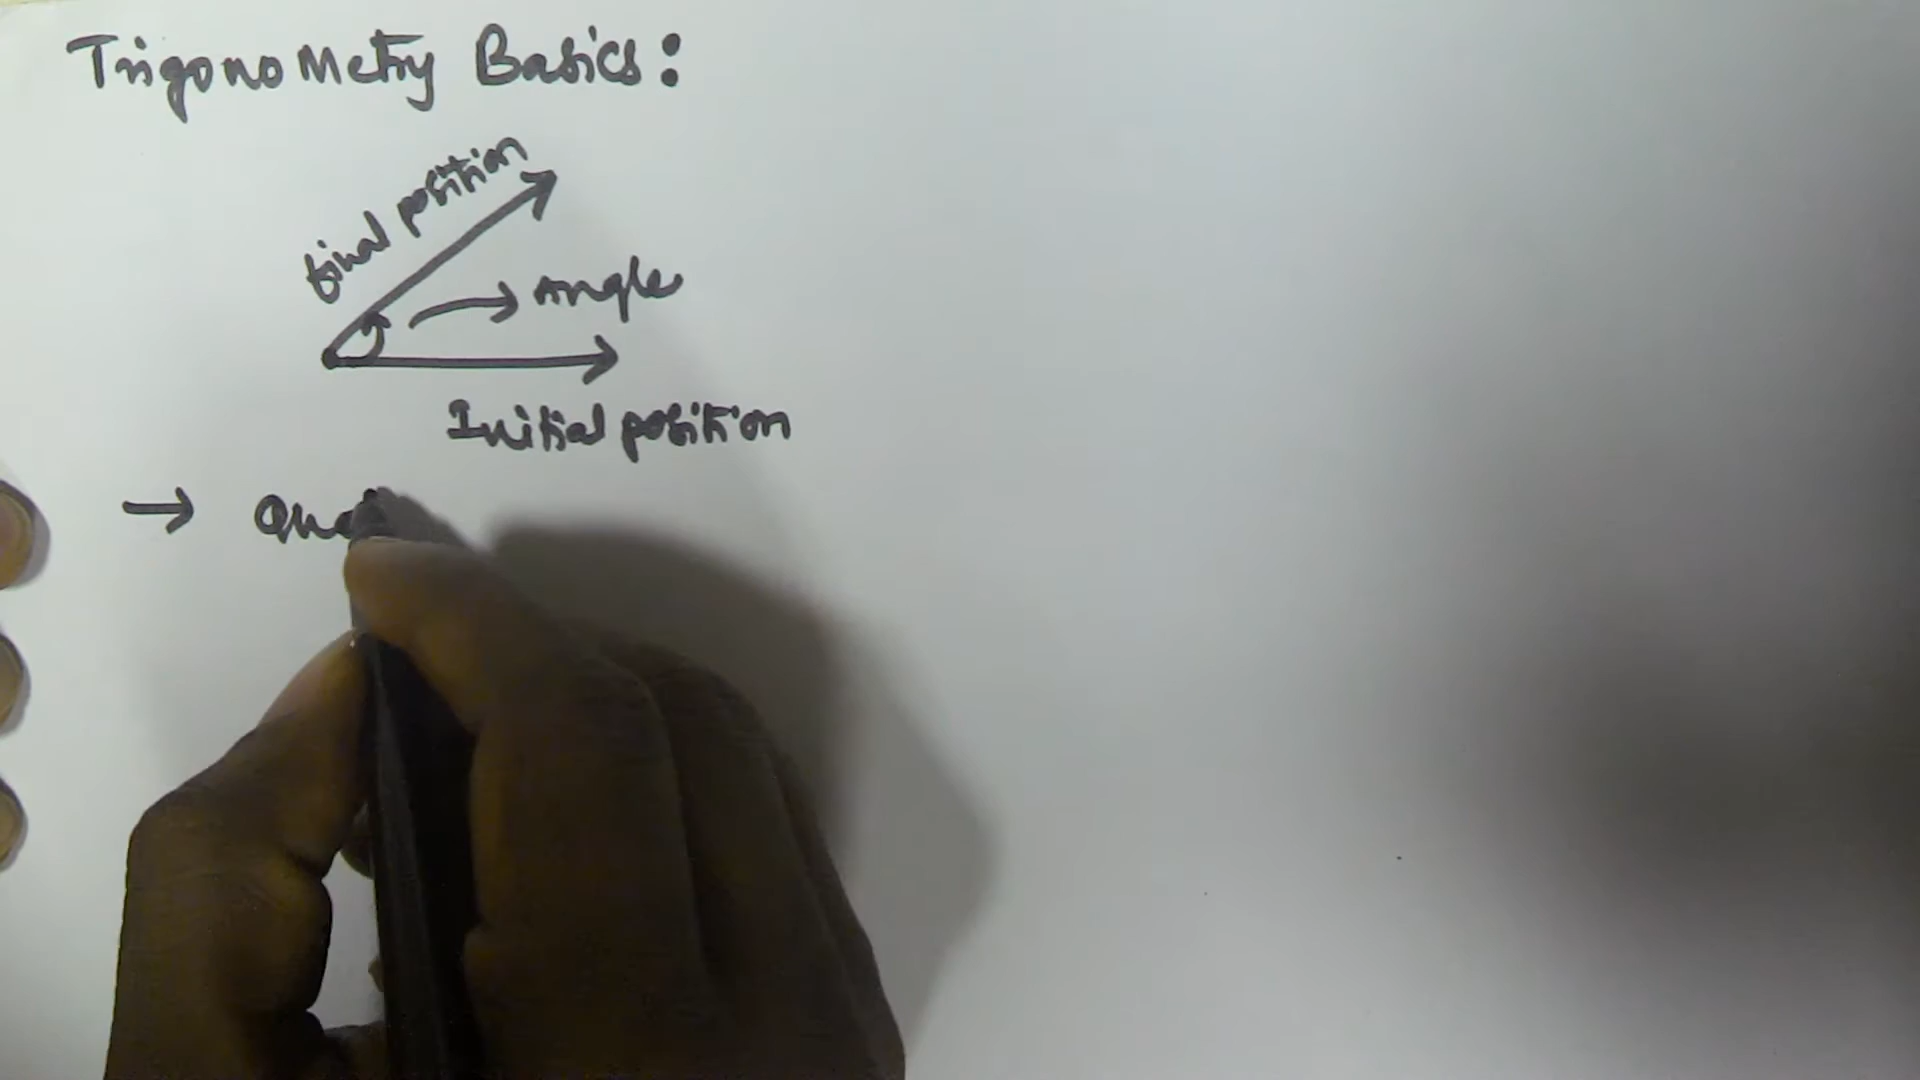 Trigonometry Basics:
final position
Angle
Initial position
→